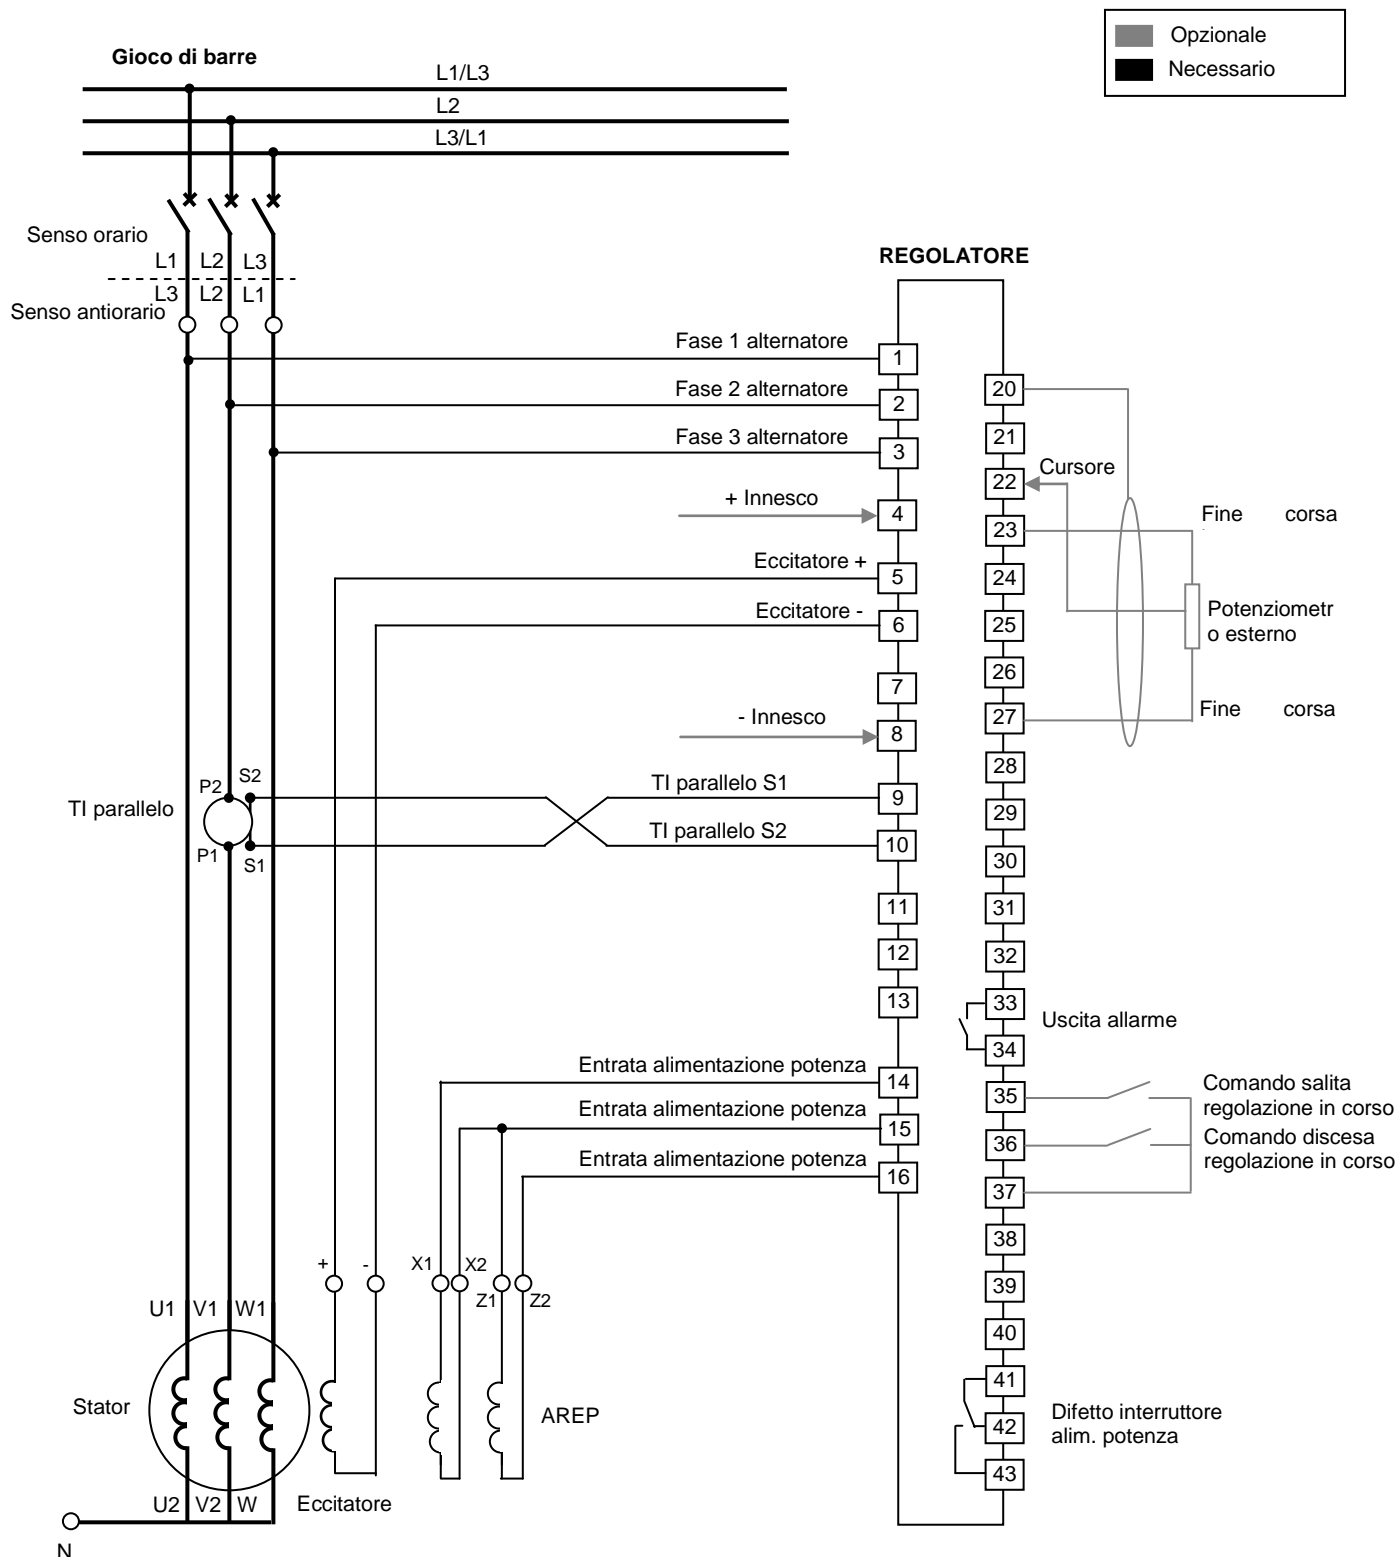 Opzionale
Necessario
Gioco di barre
L1/L3
L2
L3/L1
Senso orario
L1 L2 L3
L3 L2 L1
Senso antiorario
REGOLATORE
Fase 1 alternatore
1
Fase 2 alternatore
2
Fase 3 alternatore
3
+ Innesco
4
Eccitatore +
5
Eccitatore -
6
7
- Innesco
8
TI parallelo
P2
S2
P1
S1
TI parallelo S1
9
TI parallelo S2
10
11
12
13
Entrata alimentazione potenza
14
Entrata alimentazione potenza
15
Entrata alimentazione potenza
16
20
21
22
Cursore
23
Fine corsa
24
Potenziometr
o esterno
25
26
27
Fine corsa
28
29
30
31
32
33
Uscita allarme
34
35
Comando salita
regolazione in corso
36
Comando discesa
regolazione in corso
37
38
39
40
41
42
Difetto interruttore
alim. potenza
43
+ - X1 X2
Z1 Z2
U1 V1 W1
Stator
AREP
U2 V2 W
Eccitatore
N